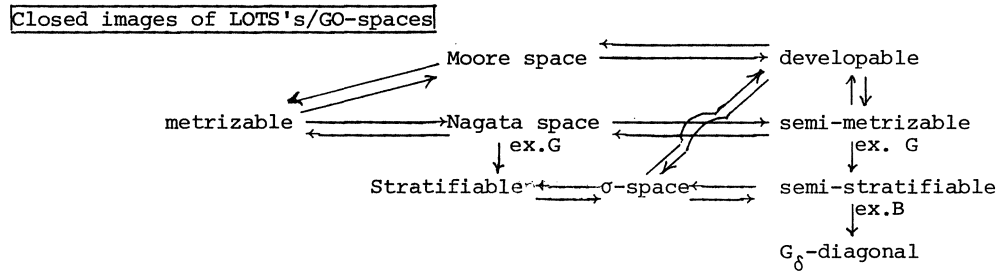 Closed images of LOTS's/GO-spaces
Moore space developable
metrizable Nagata space semi-metrizable
ex.G ex. G
Stratifiable σ-space semi-stratifiable
ex.B
G_δ-diagonal